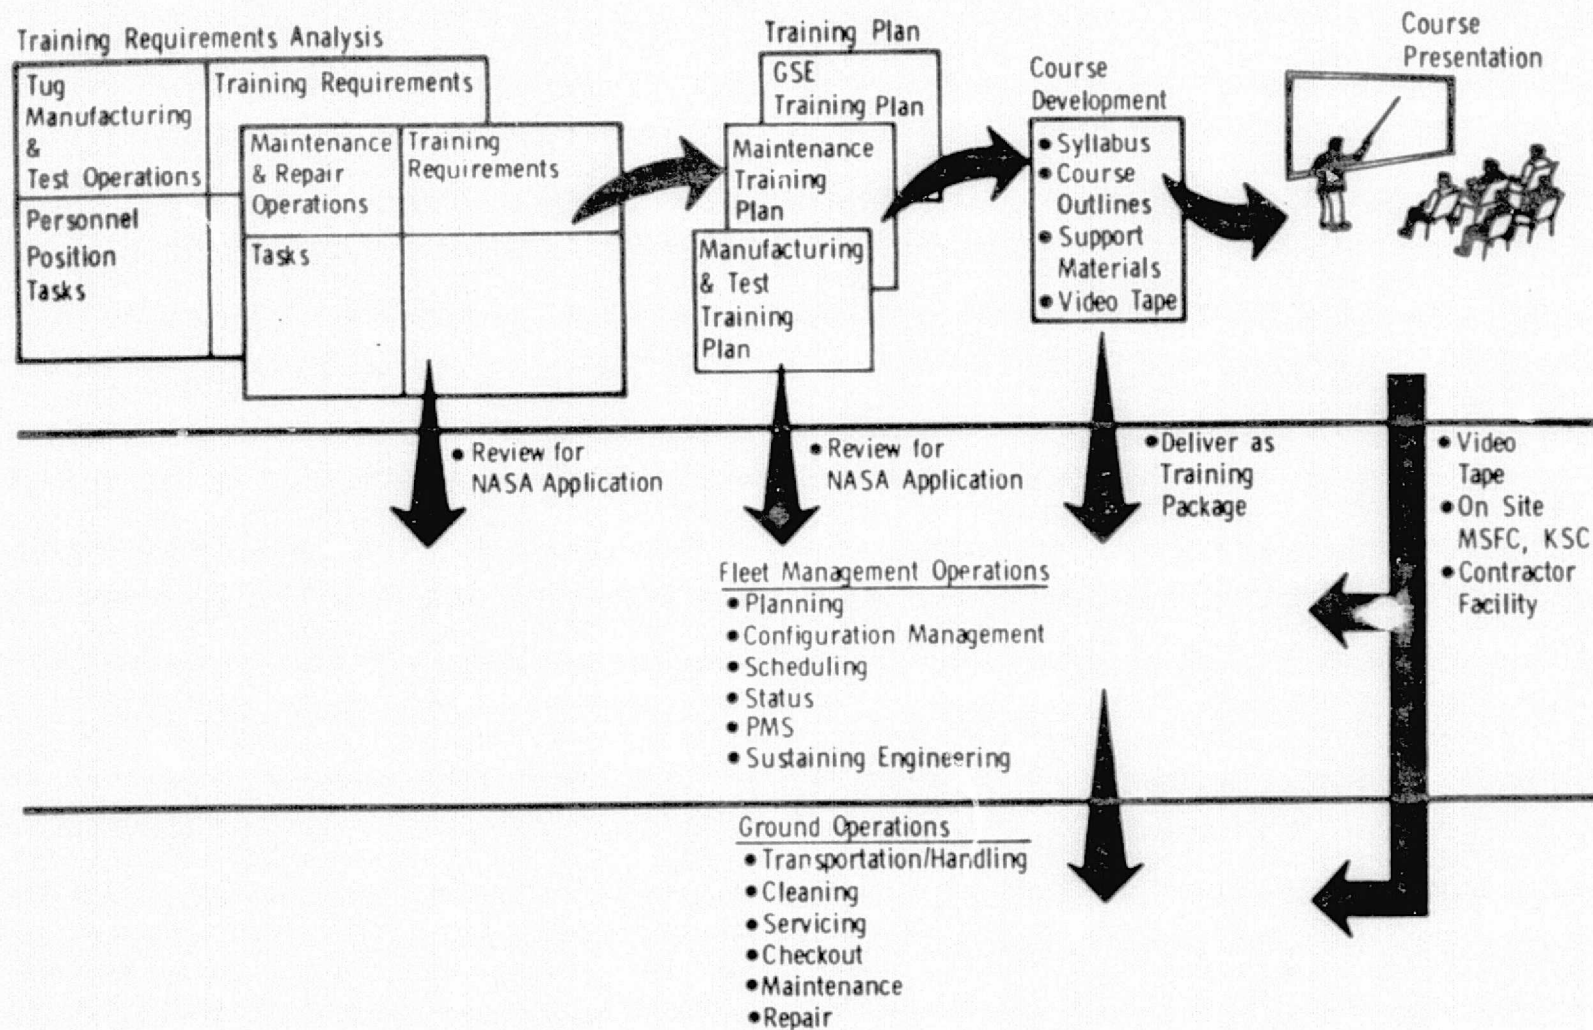 Training Requirements Analysis
Tug
Manufacturing
&
Test Operations
Training Requirements
Personnel
Position
Tasks
Maintenance
& Repair
Operations
Training
Requirements
Tasks
Training Plan
GSE
Training Plan
Maintenance
Training
Plan
Manufacturing
& Test
Training
Plan
Course
Development
• Syllabus
• Course
Outlines
• Support
Materials
• Video Tape
Course
Presentation
• Review for
NASA Application
• Review for
NASA Application
• Deliver as
Training
Package
• Video
Tape
• On Site
MSFC, KSC
• Contractor
Facility
Fleet Management Operations
• Planning
• Configuration Management
• Scheduling
• Status
• PMS
• Sustaining Engineering
Ground Operations
• Transportation/Handling
• Cleaning
• Servicing
• Checkout
• Maintenance
• Repair